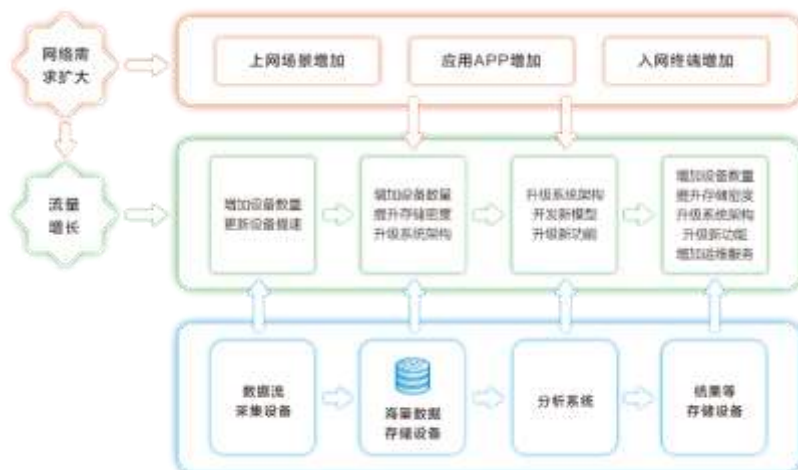 网络需
求扩大
上网场景增加
应用APP增加
入网终端增加
流量
增长
增加设备数量
更新设备提速
增加设备数量
提升存储密度
升级系统架构
升级系统架构
开发新模型
升级新功能
增加设备数量
提升存储密度
升级系统架构
升级新功能
增加运维服务
数据流
采集设备
海量数据
存储设备
分析系统
结果等
存储设备